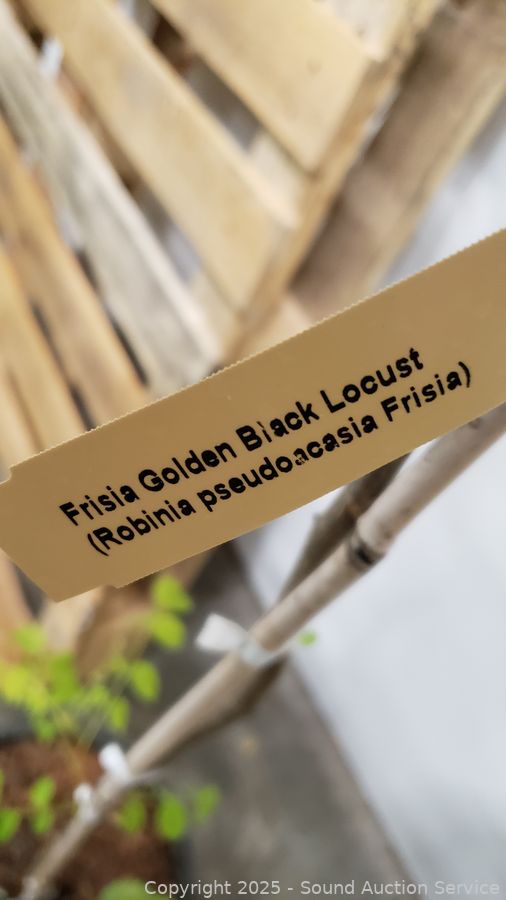 Frisia Golden Black Locust
(Robinia pseudoacasia Frisia)
Copyright 2025 - Sound Auction Service